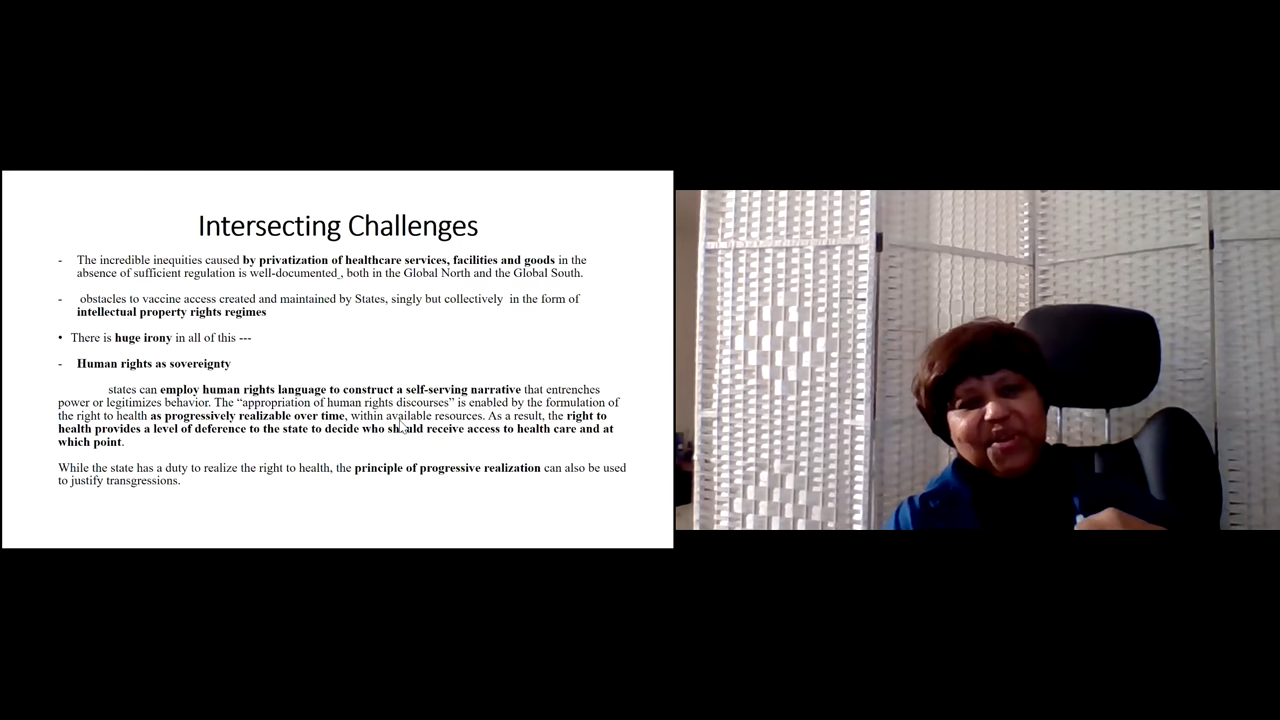 Intersecting Challenges
- The incredible inequities caused by privatization of healthcare services, facilities and goods in the
absence of sufficient regulation is well-documented , both in the Global North and the Global South.
- obstacles to vaccine access created and maintained by States, singly but collectively in the form of
intellectual property rights regimes
• There is huge irony in all of this ---
- Human rights as sovereignty
states can employ human rights language to construct a self-serving narrative that entrenches
power or legitimizes behavior. The “appropriation of human rights discourses” is enabled by the formulation of
the right to health as progressively realizable over time, within available resources. As a result, the right to
health provides a level of deference to the state to decide who should receive access to health care and at
which point.
While the state has a duty to realize the right to health, the principle of progressive realization can also be used
to justify transgressions.